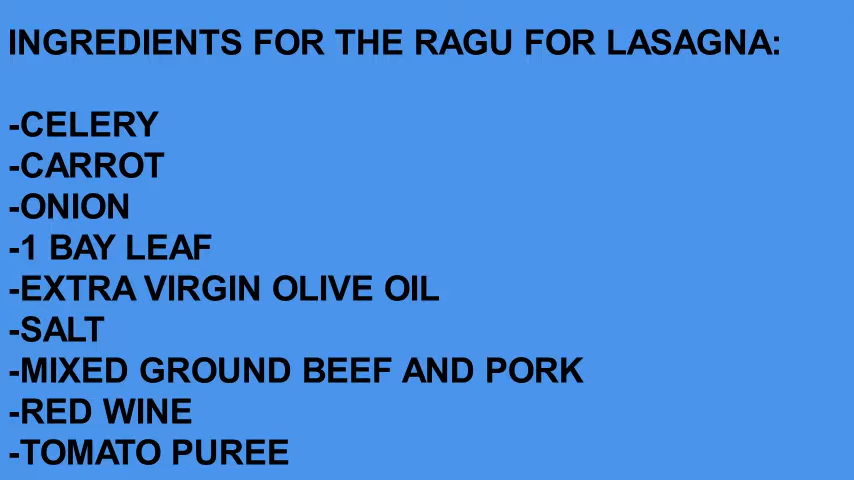 INGREDIENTS FOR THE RAGU FOR LASAGNA:
-CELERY
-CARROT
-ONION
-1 BAY LEAF
-EXTRA VIRGIN OLIVE OIL
-SALT
-MIXED GROUND BEEF AND PORK
-RED WINE
-TOMATO PUREE